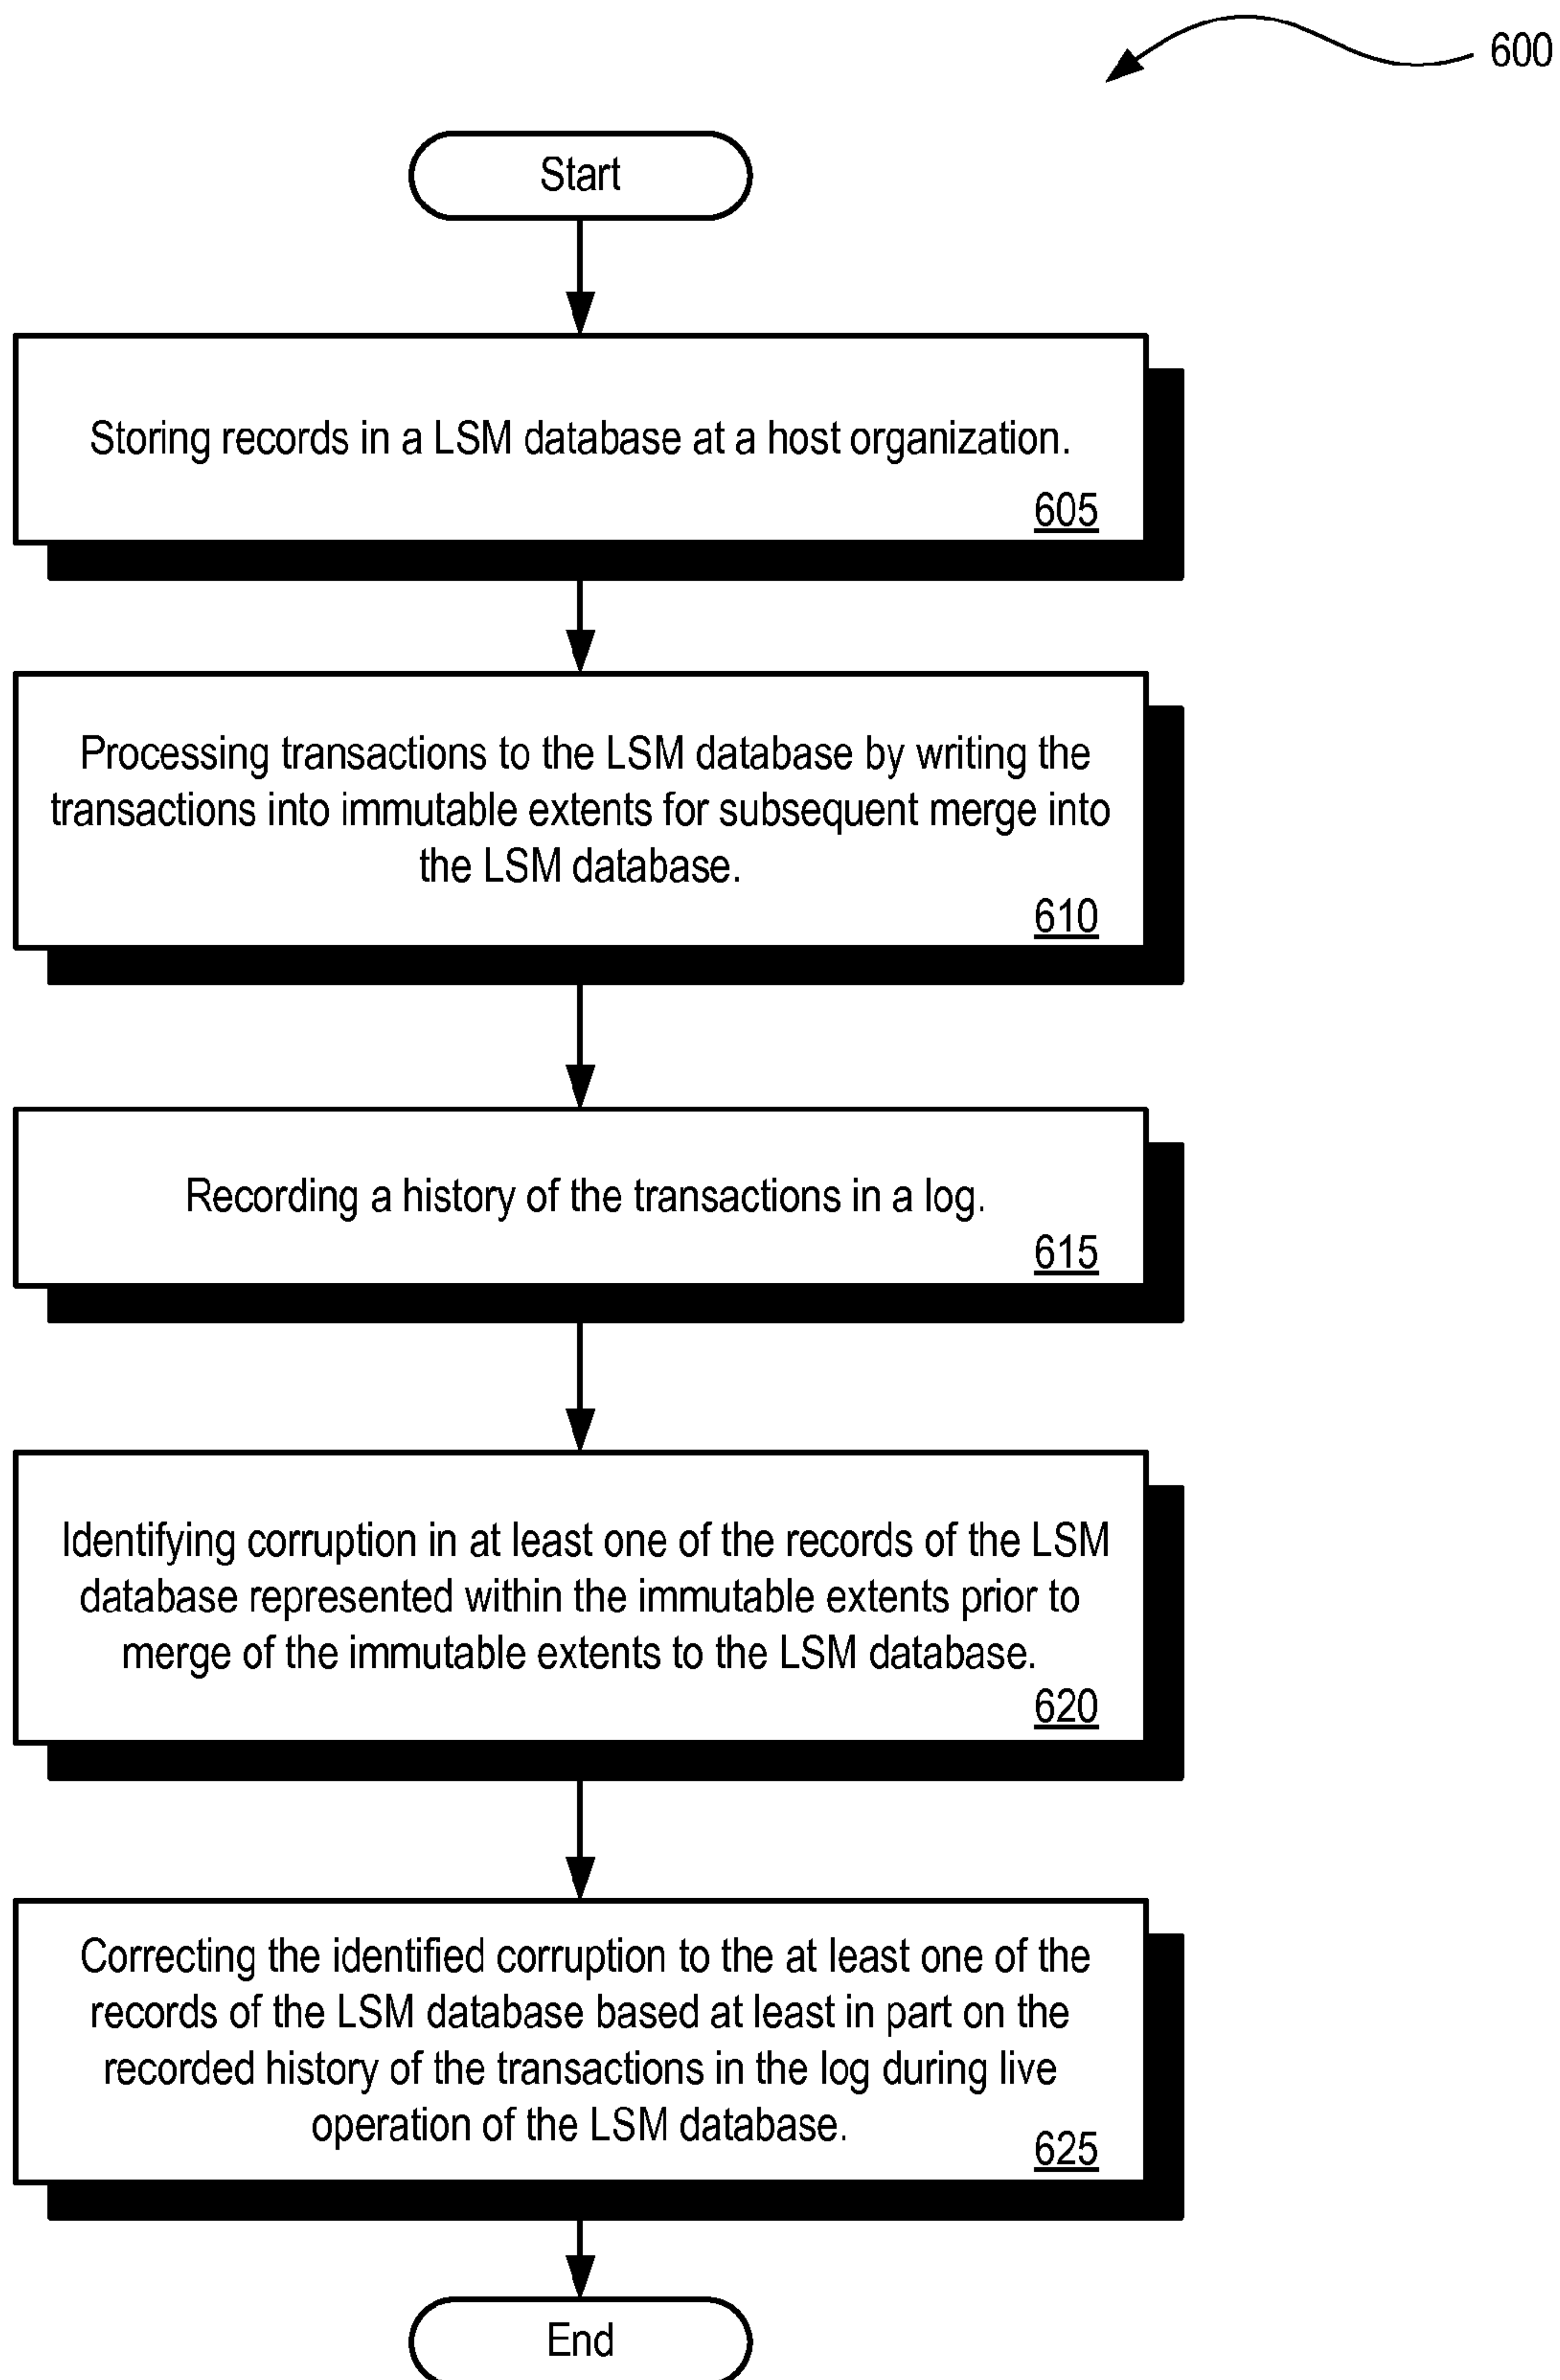 600
Start
Storing records in a LSM database at a host organization.
605
Processing transactions to the LSM database by writing the
transactions into immutable extents for subsequent merge into
the LSM database.
610
Recording a history of the transactions in a log.
615
Identifying corruption in at least one of the records of the LSM
database represented within the immutable extents prior to
merge of the immutable extents to the LSM database.
620
Correcting the identified corruption to the at least one of the
records of the LSM database based at least in part on the
recorded history of the transactions in the log during live
operation of the LSM database.
625
End